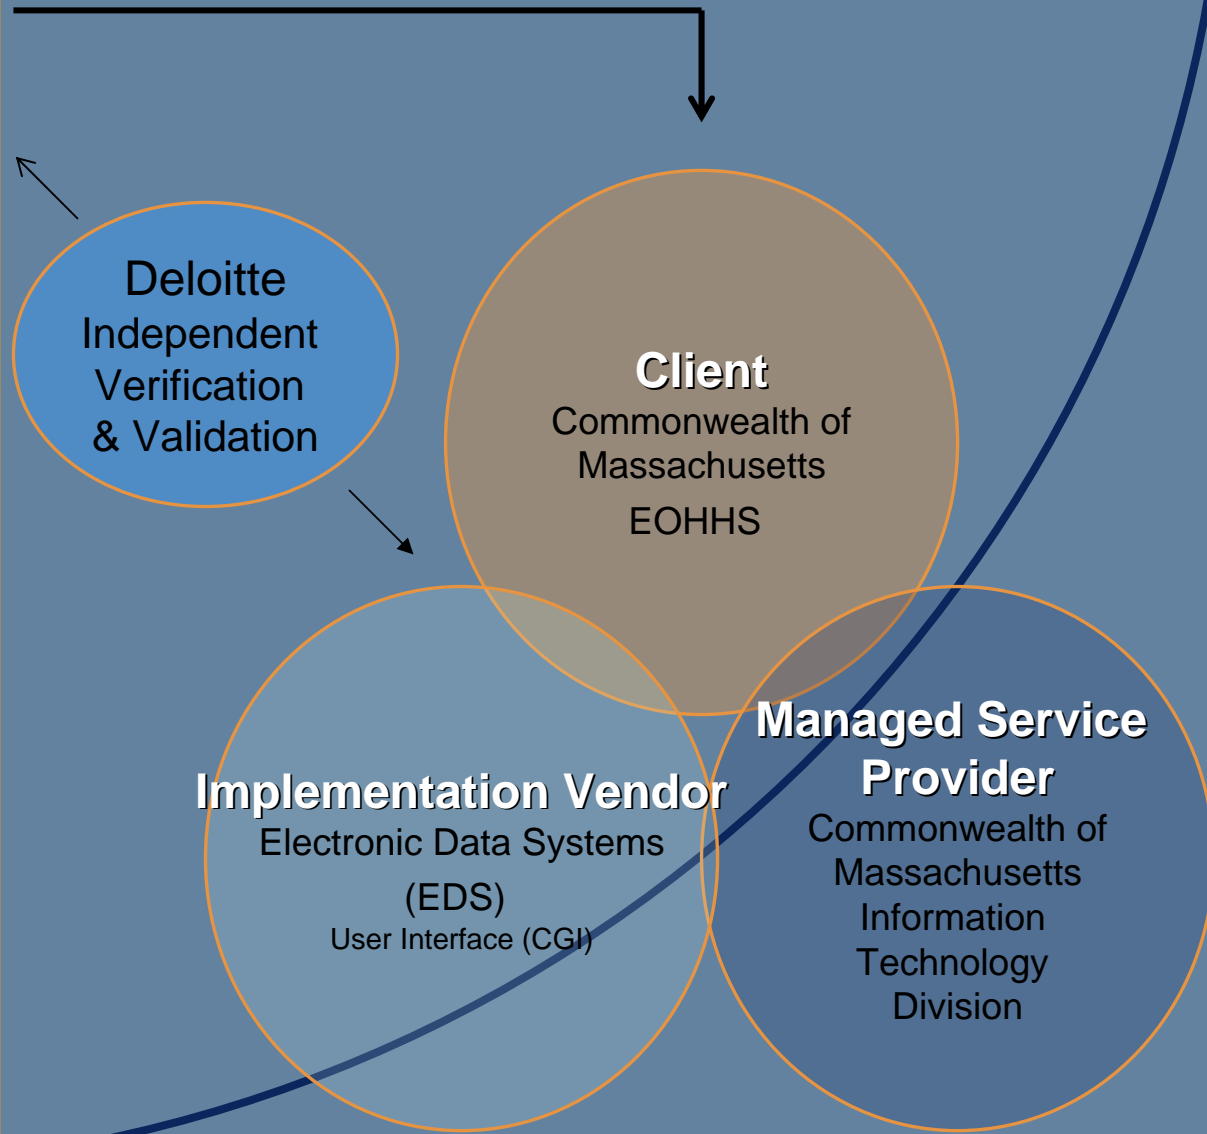 Deloitte
Independent
Verification
& Validation
Client
Commonwealth of
Massachusetts
EOHHS
Implementation Vendor
Electronic Data Systems
(EDS)
User Interface (CGI)
Managed Service
Provider
Commonwealth of
Massachusetts
Information
Technology
Division